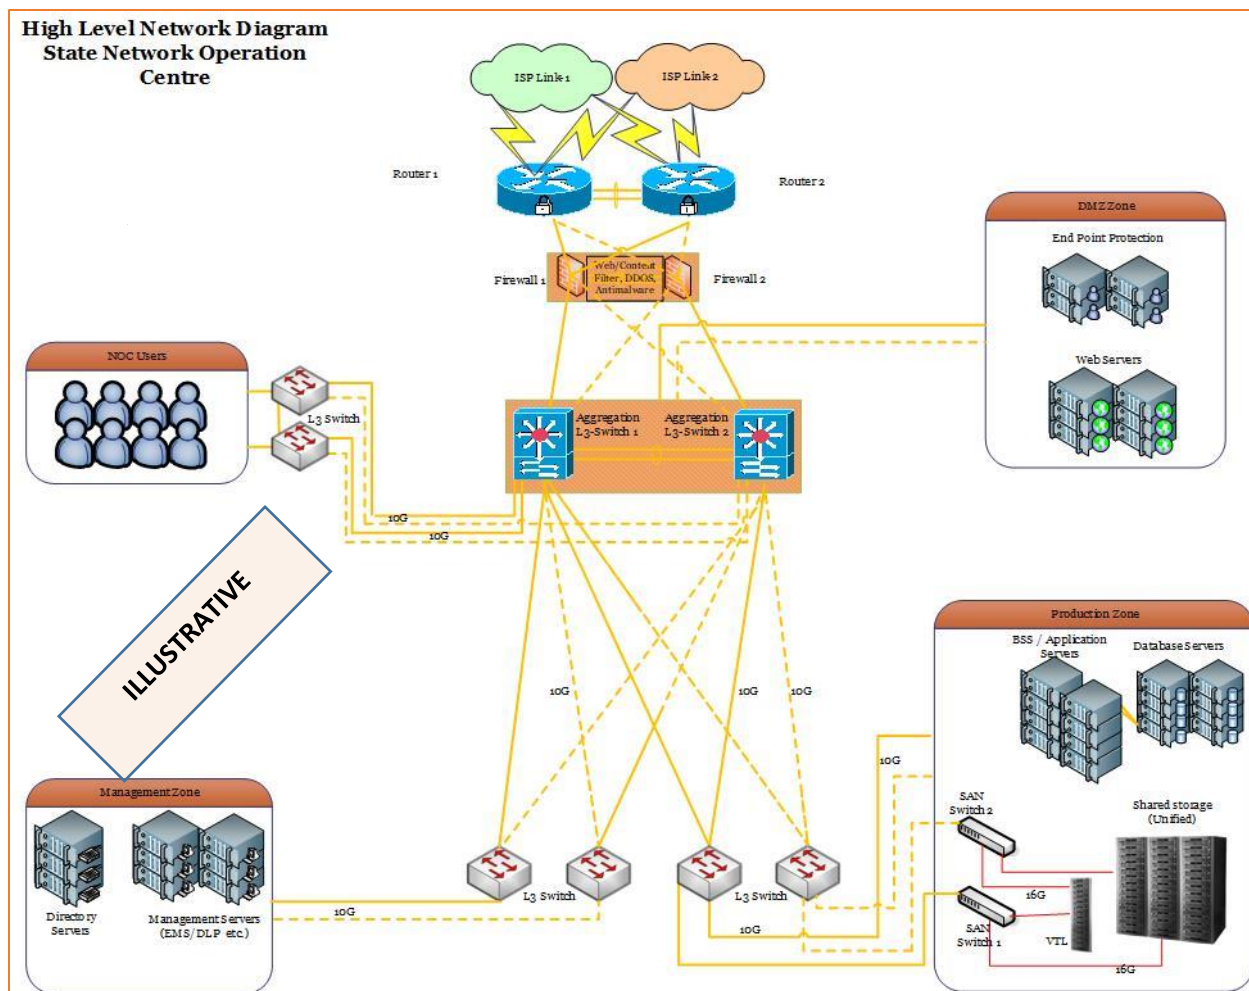 High Level Network Diagram
State Network Operation
Centre
ISP Link-1
ISP Link-2
Router 1
Router 2
DMZ Zone
End Point Protection
Firewall 1
Web/Content
Filter, DDOS,
Antimalware
Firewall 2
Web Servers
NOC Users
L3 Switch
Aggregation
L3-Switch 1
Aggregation
L3-Switch 2
10G
10G
ILLUSTRATIVE
Production Zone
BSS / Application
Servers
Database Servers
10G
10G
10G
10G
Management Zone
SAN
Switch 2
Shared storage
(Unified)
L3 Switch
L3 Switch
16G
Directory
Servers
Management Servers
(EMS/DLP etc.)
10G
10G
SAN
Switch 1
VTL
16G